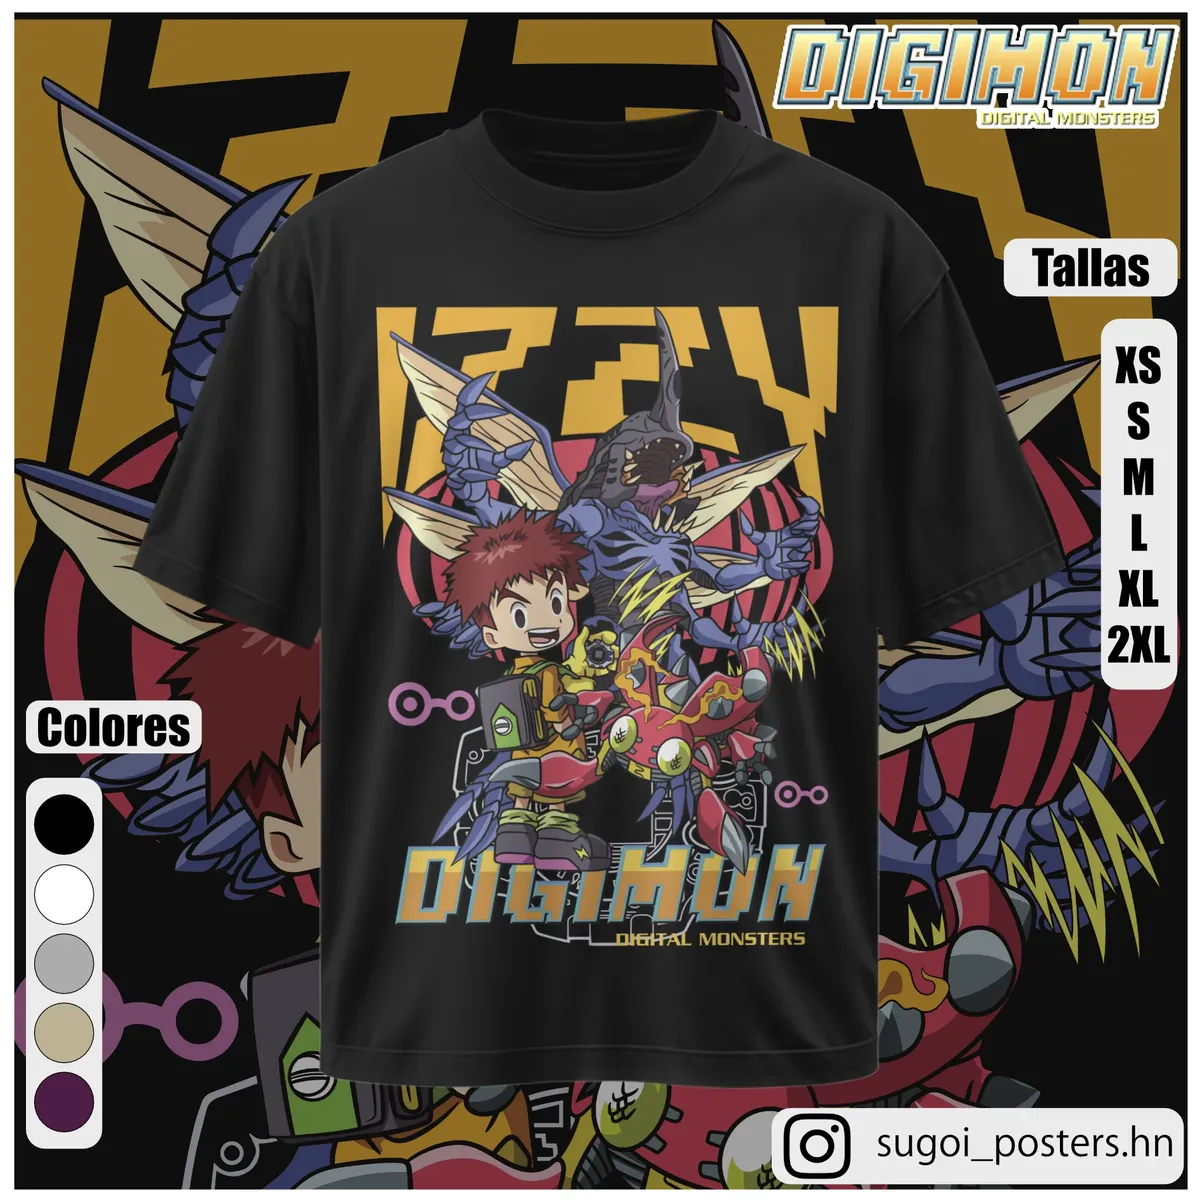 DIGIMON
DIGITAL MONSTERS
Tallas
XS
S
M
L
XL
2XL
IZZY
Colores
DIGIMON
DIGITAL MONSTERS
sugoi_posters.hn